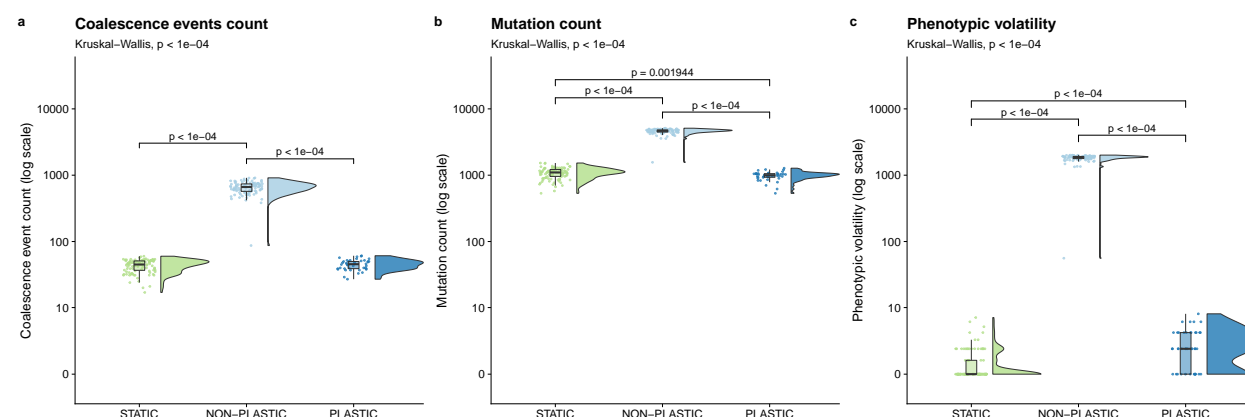 a
Coalescence events count
Kruskal−Wallis, p < 1e−04
Coalescence event count (log scale)
10000
1000
100
10
0
p < 1e−04
p < 1e−04
STATIC
NON−PLASTIC
PLASTIC
b
Mutation count
Kruskal−Wallis, p < 1e−04
Mutation count (log scale)
10000
1000
100
10
0
p = 0.001944
p < 1e−04
p < 1e−04
STATIC
NON−PLASTIC
PLASTIC
c
Phenotypic volatility
Kruskal−Wallis, p < 1e−04
Phenotypic volatility (log scale)
10000
1000
100
10
0
p < 1e−04
p < 1e−04
p < 1e−04
STATIC
NON−PLASTIC
PLASTIC